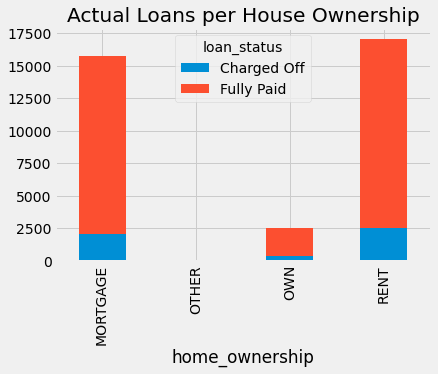 Actual Loans per House Ownership
loan_status
Charged Off
Fully Paid
17500
15000
12500
10000
7500
5000
2500
0
MORTGAGE
OTHER
OWN
RENT
home_ownership